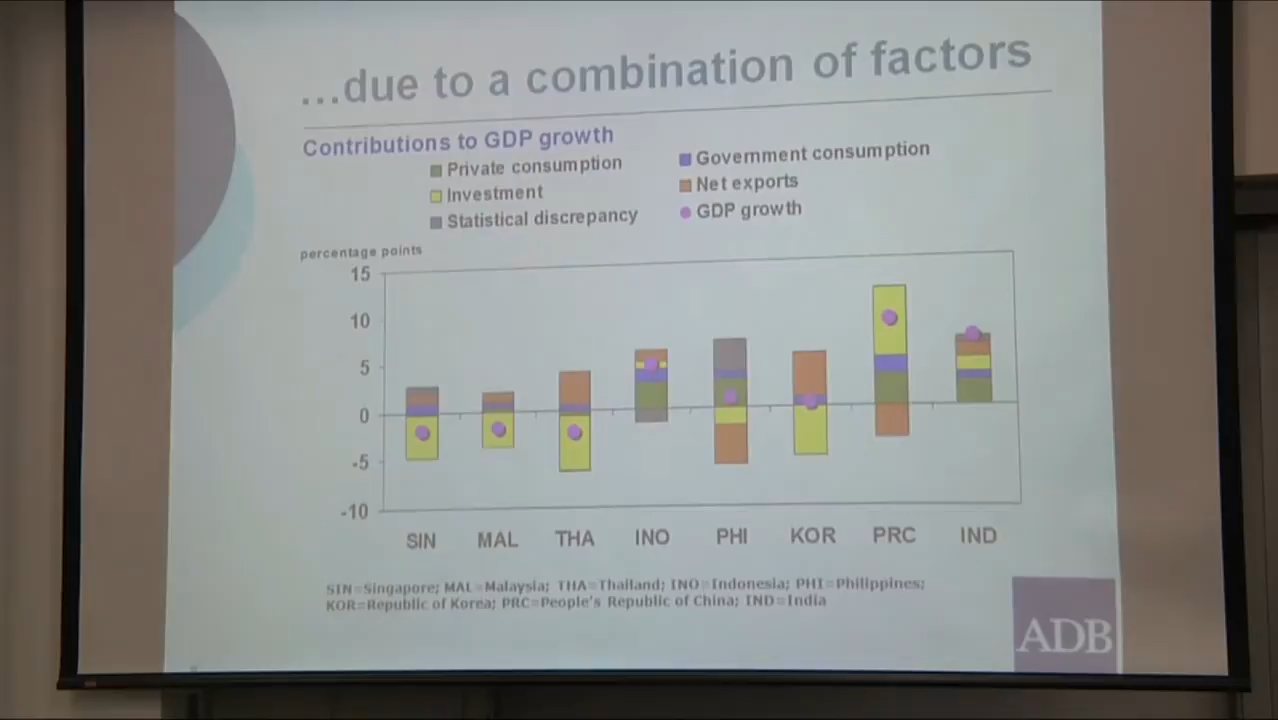 ...due to a combination of factors
Contributions to GDP growth
Private consumption
Government consumption
Investment
Net exports
Statistical discrepancy
GDP growth
percentage points
15
10
5
0
-5
-10
SIN MAL THA INO PHI KOR PRC IND
SIN=Singapore; MAL=Malaysia; THA=Thailand; INO=Indonesia; PHI=Philippines;
KOR=Republic of Korea; PRC=People's Republic of China; IND=India
ADB